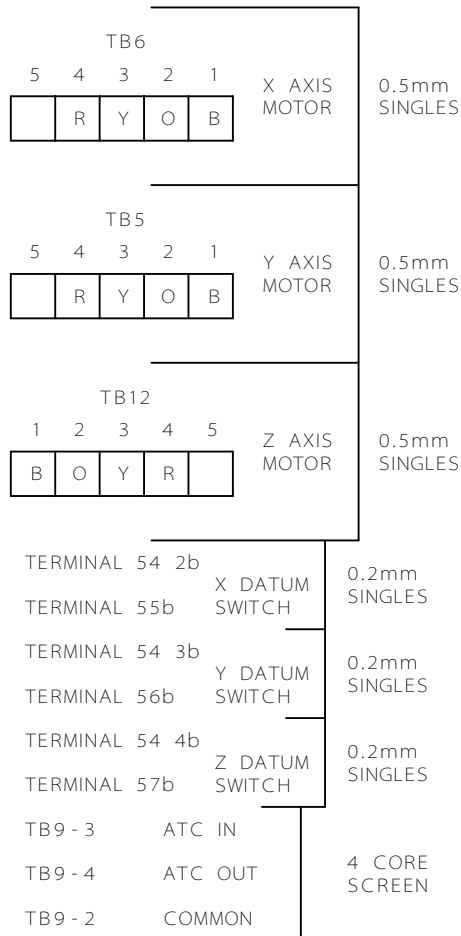 TB6
5 4 3 2 1
R Y O B
X AXIS
MOTOR
0.5mm
SINGLES
TB5
5 4 3 2 1
R Y O B
Y AXIS
MOTOR
0.5mm
SINGLES
TB12
1 2 3 4 5
B O Y R
Z AXIS
MOTOR
0.5mm
SINGLES
TERMINAL 54 2b
TERMINAL 55b
X DATUM
SWITCH
0.2mm
SINGLES
TERMINAL 54 3b
TERMINAL 56b
Y DATUM
SWITCH
0.2mm
SINGLES
TERMINAL 54 4b
TERMINAL 57b
Z DATUM
SWITCH
0.2mm
SINGLES
TB9-3 ATC IN
TB9-4 ATC OUT
TB9-2 COMMON
4 CORE
SCREEN